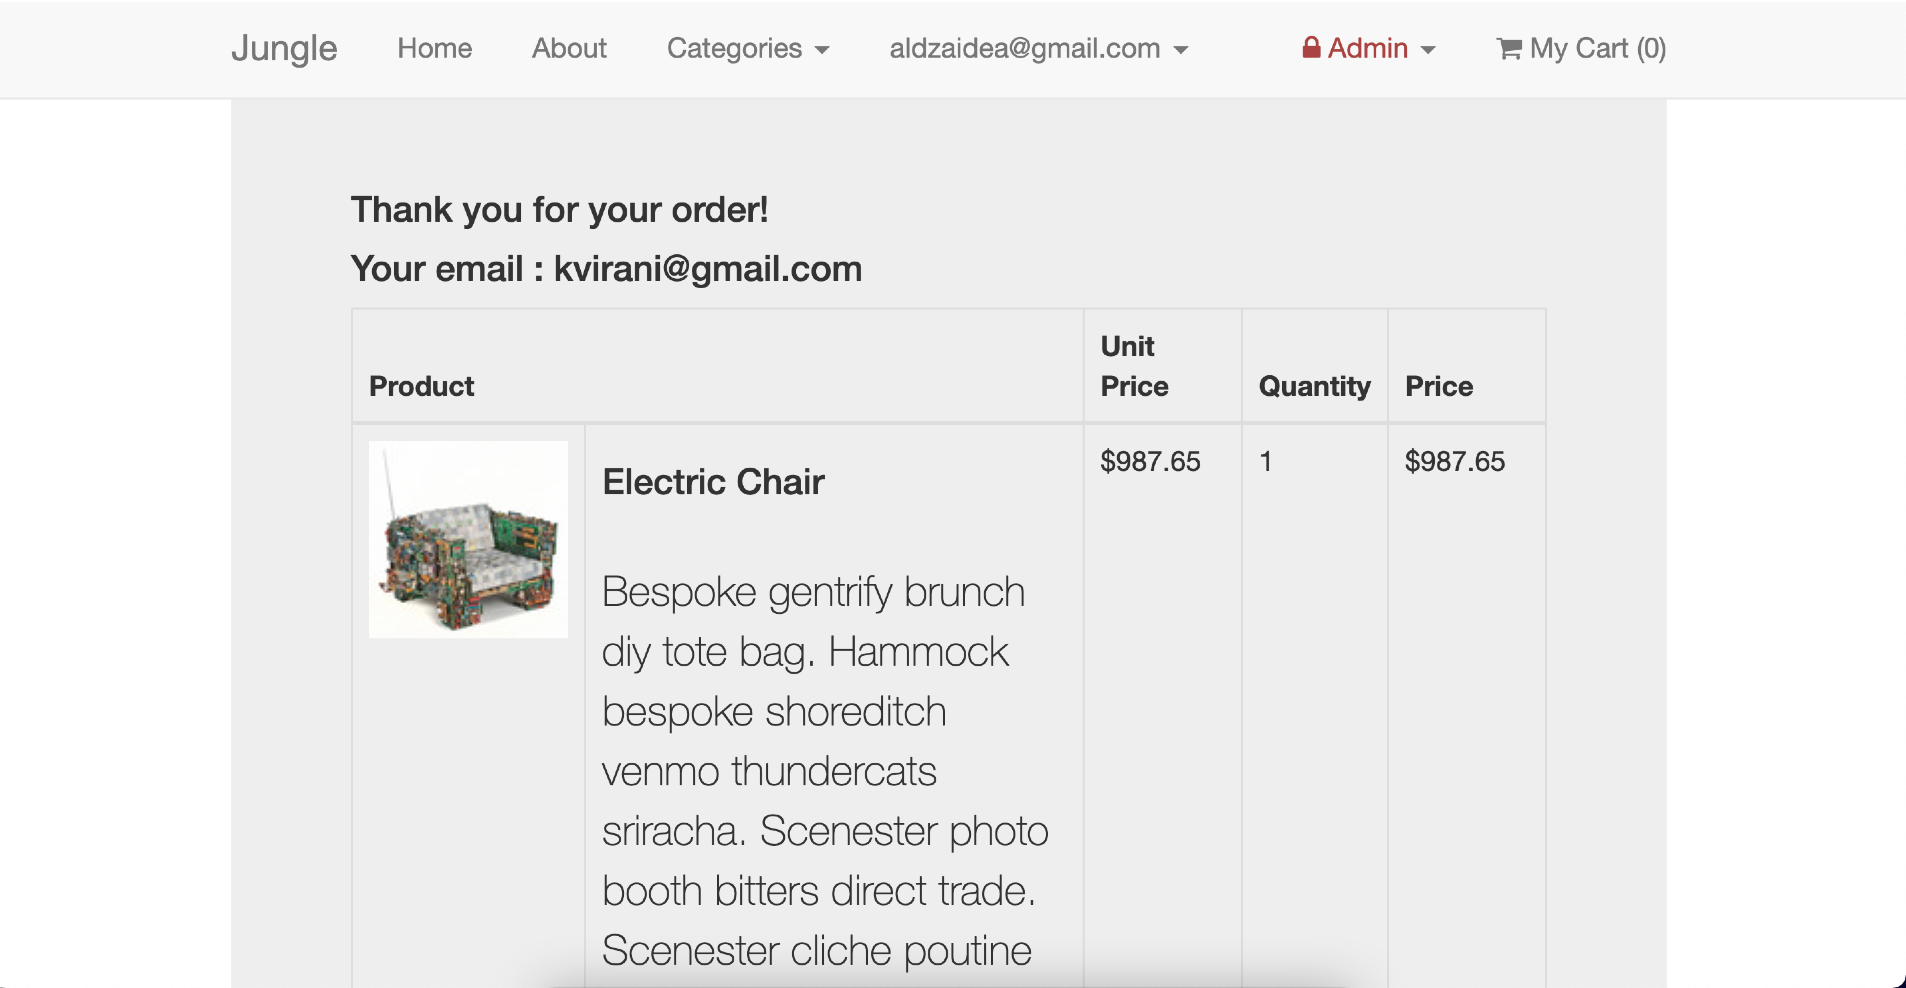 Jungle Home About Categories aldzaidea@gmail.com Admin My Cart (0)
Thank you for your order!
Your email : kvirani@gmail.com
Product Unit Price Quantity Price
Electric Chair $987.65 1 $987.65
Bespoke gentrify brunch
diy tote bag. Hammock
bespoke shoreditch
venmo thundercats
sriracha. Scenester photo
booth bitters direct trade.
Scenester cliche poutine